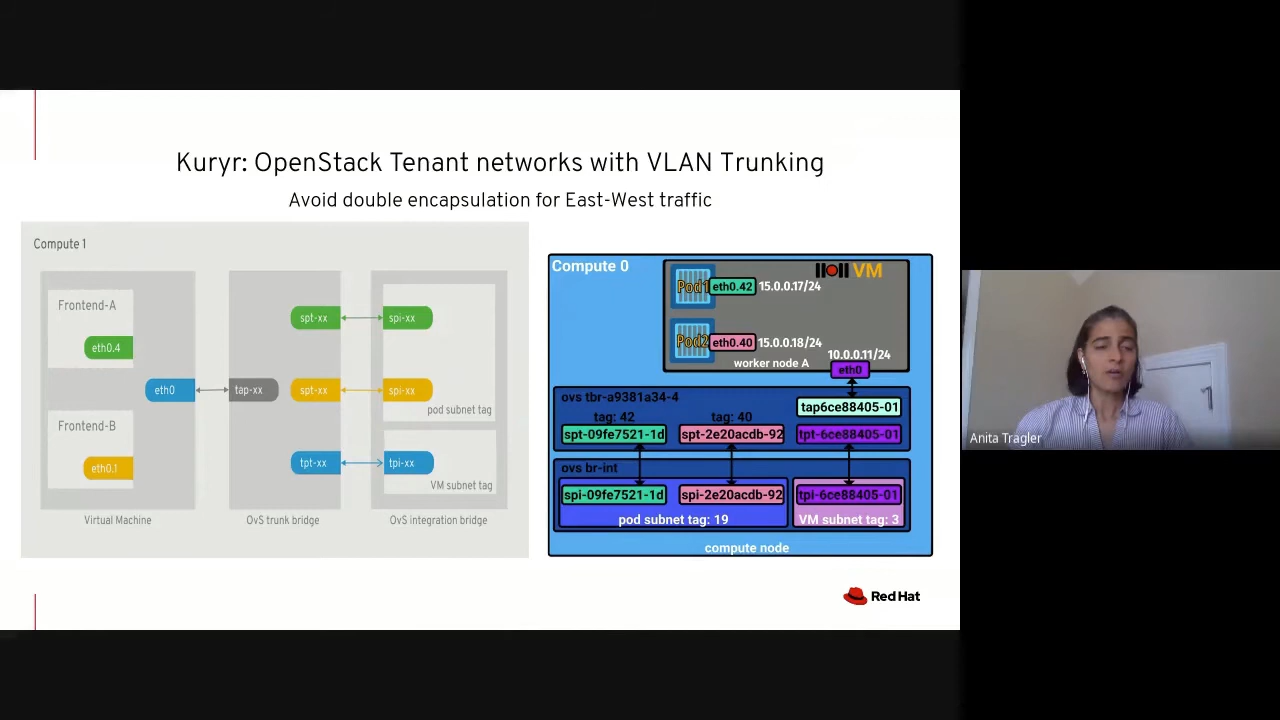 Kuryr: OpenStack Tenant networks with VLAN Trunking
Avoid double encapsulation for East-West traffic
Compute 1
Frontend-A
eth0.4
eth0
tap-xx
spt-xx
spi-xx
spt-xx
spi-xx
pod subnet tag
Frontend-B
eth0.1
tpt-xx
tpi-xx
VM subnet tag
Virtual Machine
OvS trunk bridge
OvS integration bridge
Compute 0
VM
Pod1
eth0.42
15.0.0.17/24
Pod2
eth0.40
15.0.0.18/24
10.0.0.11/24
worker node A
eth0
ovs tbr-a9381a34-4
tap6ce88405-01
tag: 42
tag: 40
spt-09fe7521-1d
spt-2e20acdb-92
tpt-6ce88405-01
ovs br-int
spi-09fe7521-1d
spi-2e20acdb-92
tpi-6ce88405-01
pod subnet tag: 19
VM subnet tag: 3
compute node
Red Hat
Anita Tragler